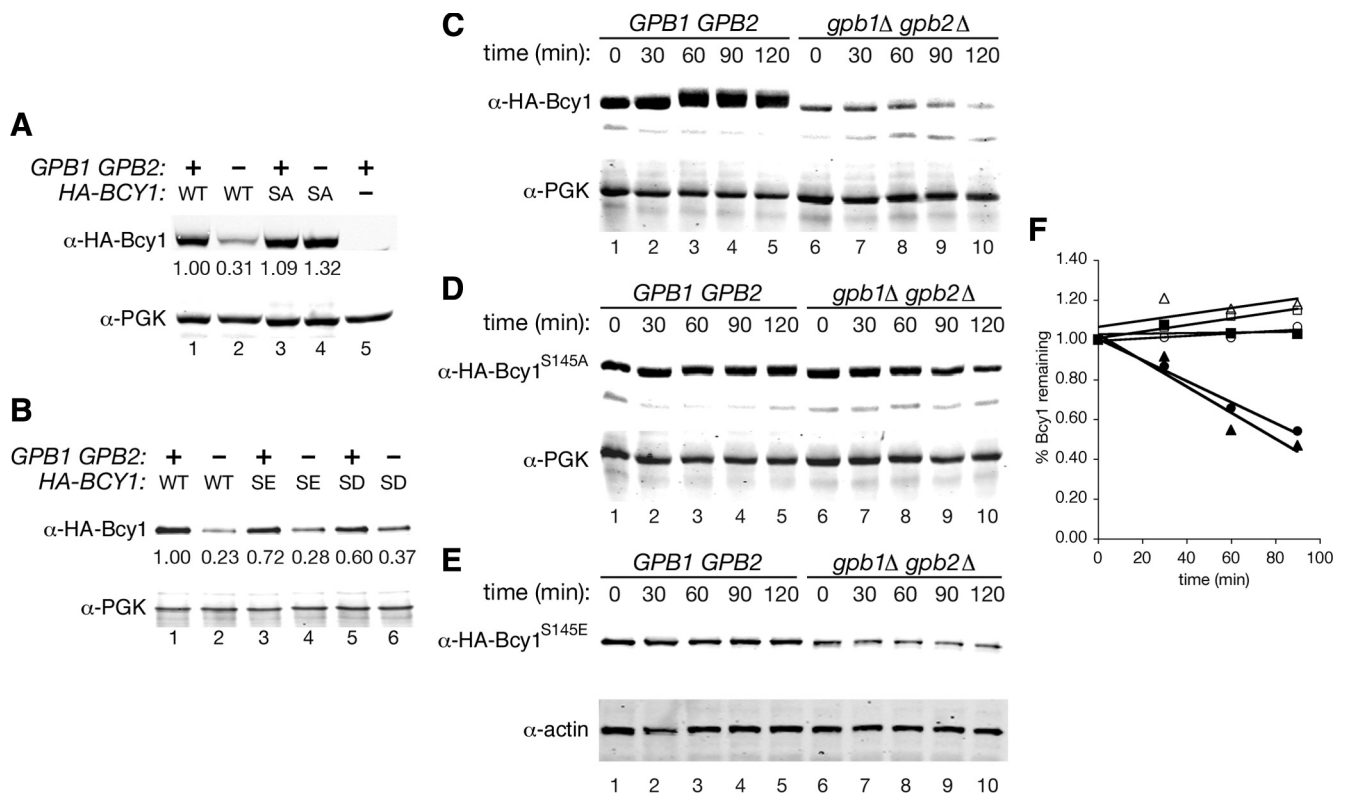 A
GPB1 GPB2: + – + – +
HA-BCY1: WT WT SA SA –
α-HA-Bcy1
1.00 0.31 1.09 1.32
α-PGK
1 2 3 4 5
B
GPB1 GPB2: + – + – + –
HA-BCY1: WT WT SE SE SD SD
α-HA-Bcy1
1.00 0.23 0.72 0.28 0.60 0.37
α-PGK
1 2 3 4 5 6
C
GPB1 GPB2 gpb1Δ gpb2Δ
time (min): 0 30 60 90 120 0 30 60 90 120
α-HA-Bcy1
α-PGK
1 2 3 4 5 6 7 8 9 10
D
GPB1 GPB2 gpb1Δ gpb2Δ
time (min): 0 30 60 90 120 0 30 60 90 120
α-HA-Bcy1S145A
α-PGK
1 2 3 4 5 6 7 8 9 10
E
GPB1 GPB2 gpb1Δ gpb2Δ
time (min): 0 30 60 90 120 0 30 60 90 120
α-HA-Bcy1S145E
α-actin
1 2 3 4 5 6 7 8 9 10
F
% Bcy1 remaining
1.40
1.20
1.00
0.80
0.60
0.40
0.20
0.00
0 20 40 60 80 100
time (min)